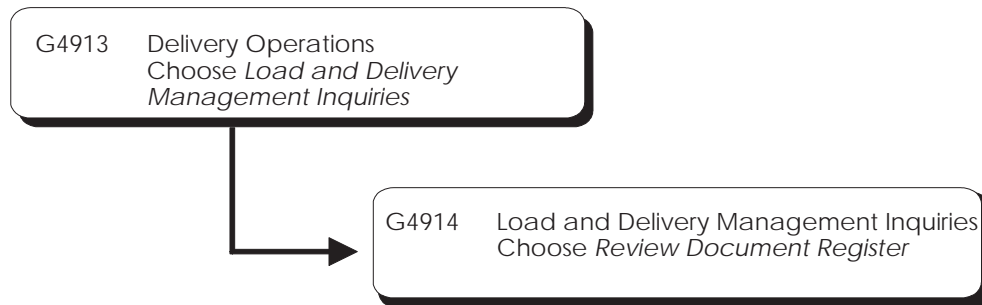 G4913 Delivery Operations
Choose Load and Delivery
Management Inquiries
G4914 Load and Delivery Management Inquiries
Choose Review Document Register